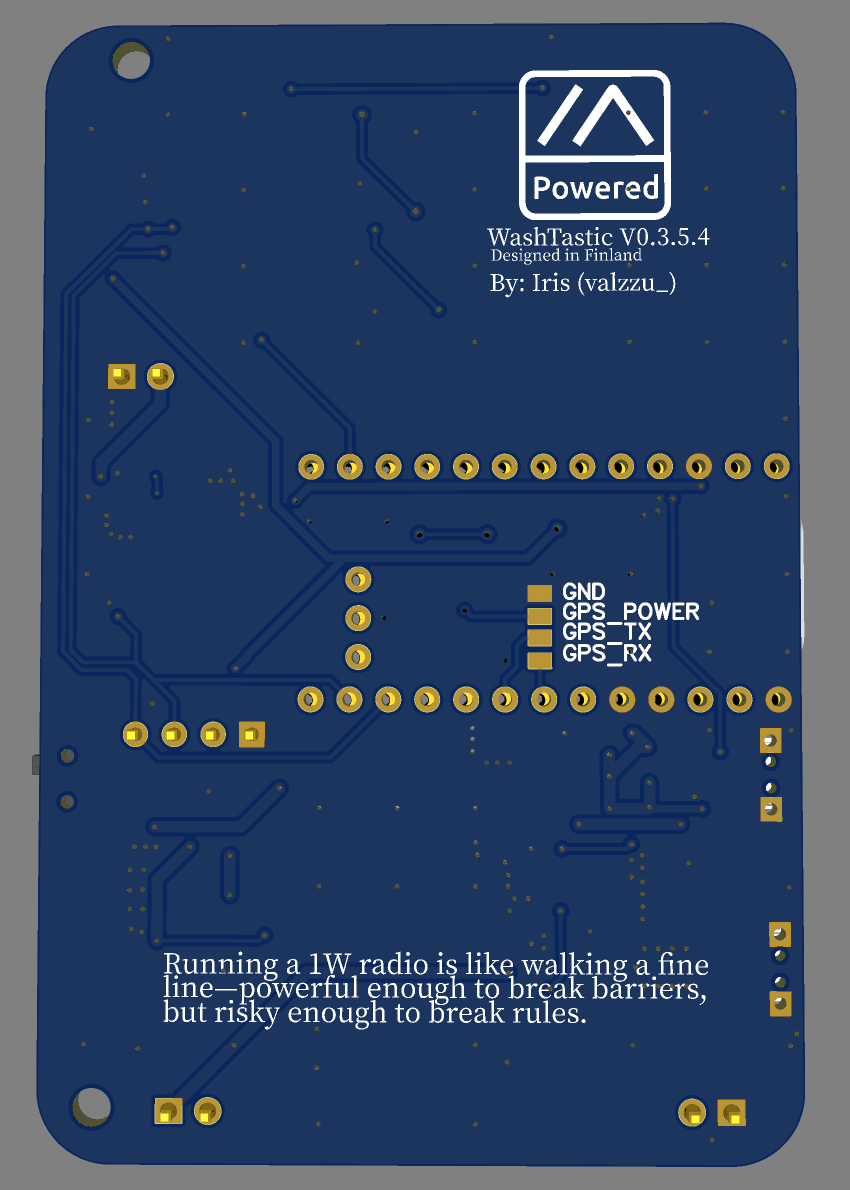 Powered
WashTastic V0.3.5.4
Designed in Finland
By: Iris (valzzu_)
GND
GPS_POWER
GPS_TX
GPS_RX
Running a 1W radio is like walking a fine
line—powerful enough to break barriers,
but risky enough to break rules.